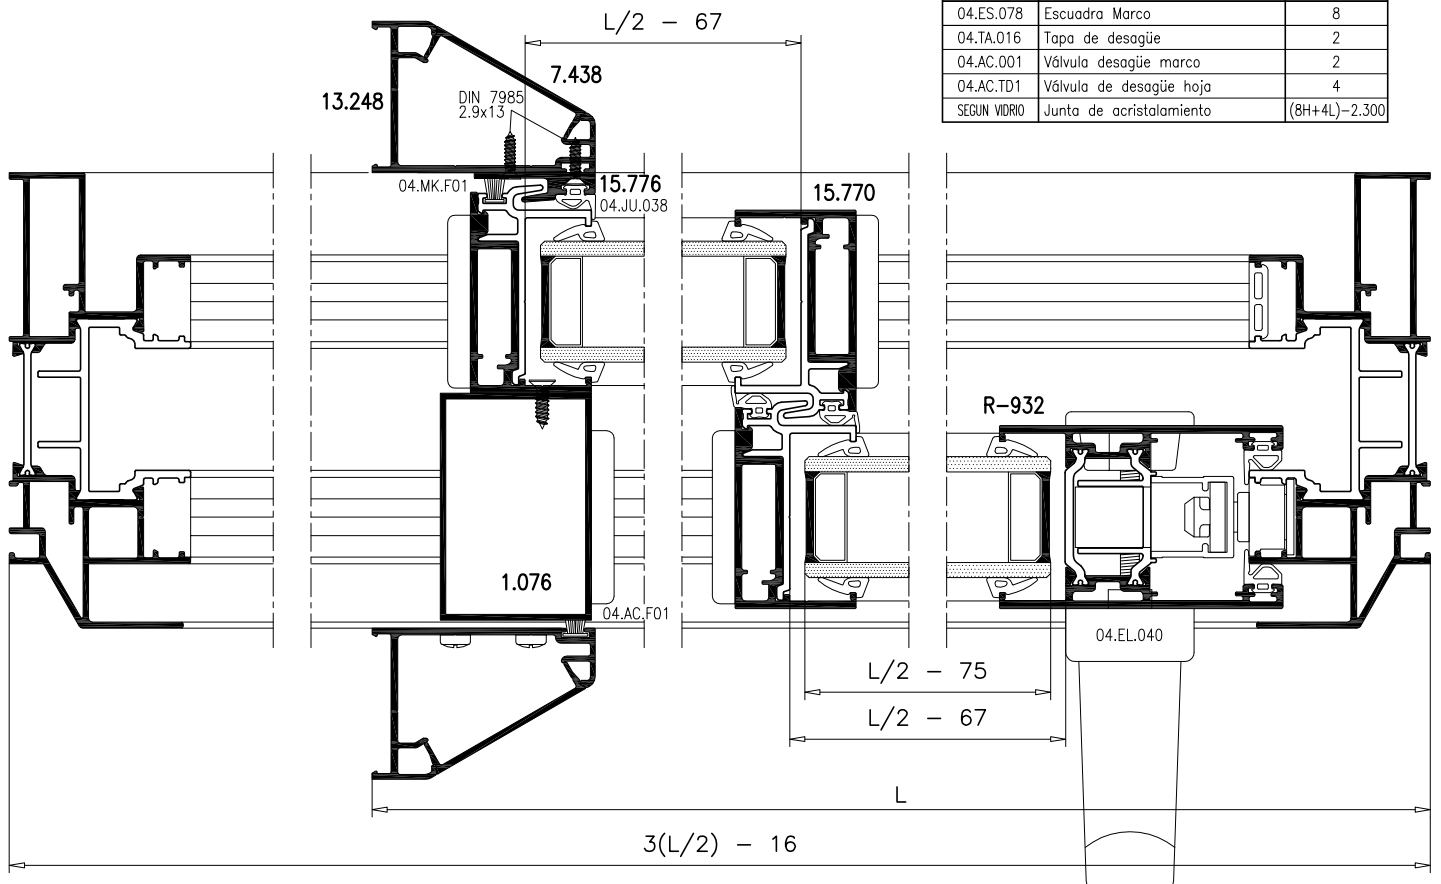 04.ES.078 Escuadra Marco 8
04.TA.016 Tapa de desagüe 2
04.AC.001 Válvula desagüe marco 2
04.AC.TD1 Válvula de desagüe hoja 4
SEGUN VIDRIO Junta de acristalamiento (8H+4L)-2.300
L/2 - 67
7.438
13.248
DIN 7985
2.9x13
04.MK.F01
15.776
04.JU.038
15.770
R-932
1.076
04.AC.F01
04.EL.040
L/2 - 75
L/2 - 67
L
3(L/2) - 16